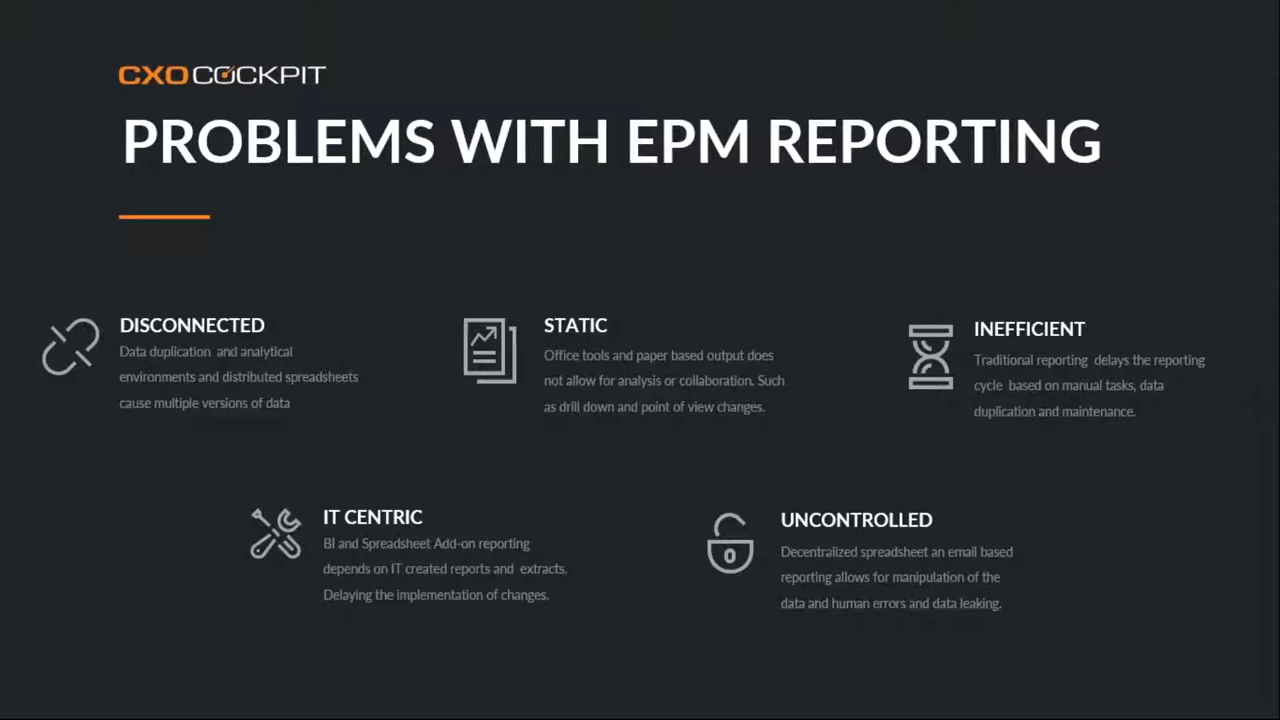 CXOCOCKPIT
PROBLEMS WITH EPM REPORTING
DISCONNECTED
Data duplication and analytical
environments and distributed spreadsheets
cause multiple versions of data
STATIC
Office tools and paper based output does
not allow for analysis or collaboration. Such
as drill down and point of view changes.
INEFFICIENT
Traditional reporting delays the reporting
cycle based on manual tasks, data
duplication and maintenance.
IT CENTRIC
BI and Spreadsheet Add-on reporting
depends on IT created reports and extracts.
Delaying the implementation of changes.
UNCONTROLLED
Decentralized spreadsheet an email based
reporting allows for manipulation of the
data and human errors and data leaking.